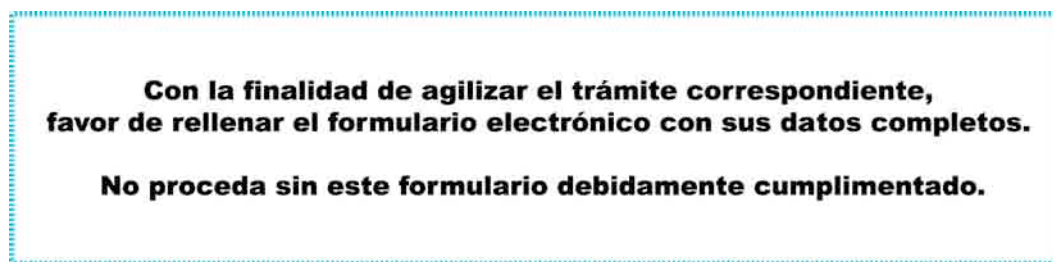 Con la finalidad de agilizar el trámite correspondiente,
favor de rellenar el formulario electrónico con sus datos completos.
No proceda sin este formulario debidamente cumplimentado.